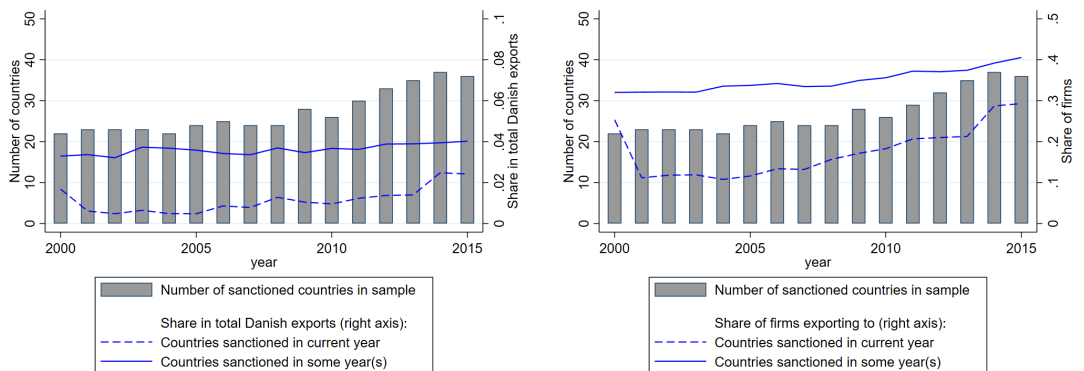 50
40
30
20
10
0
Number of countries
.1
.08
.06
.04
.02
0
Share in total Danish exports
2000 2005 2010 2015
year
Number of sanctioned countries in sample
Share in total Danish exports (right axis):
Countries sanctioned in current year
Countries sanctioned in some year(s)
50
40
30
20
10
0
Number of countries
.5
.4
.3
.2
.1
0
Share of firms
2000 2005 2010 2015
year
Number of sanctioned countries in sample
Share of firms exporting to (right axis):
Countries sanctioned in current year
Countries sanctioned in some year(s)